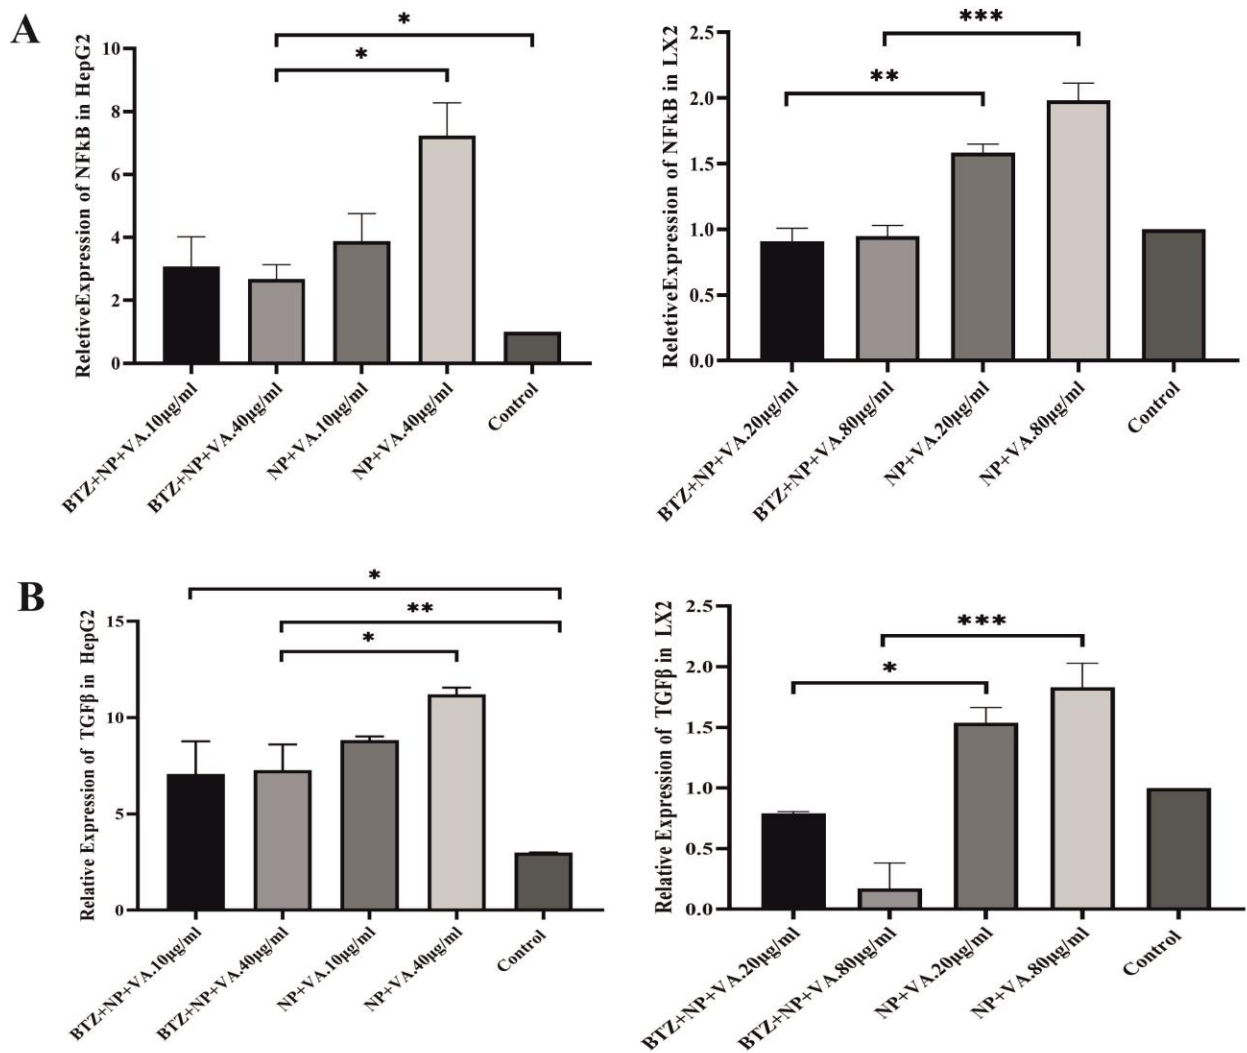 A
ReletiveExpression of NFkB in HepG2
10
8
6
4
2
0
*
*
BTZ+NP+VA.10µg/ml
BTZ+NP+VA.40µg/ml
NP+VA.10µg/ml
NP+VA.40µg/ml
Control
ReletiveExpression of NFkB in LX2
2.5
2.0
1.5
1.0
0.5
0.0
***
**
BTZ+NP+VA.20µg/ml
BTZ+NP+VA.80µg/ml
NP+VA.20µg/ml
NP+VA.80µg/ml
Control
B
Relative Expression of TGFβ in HepG2
15
10
5
0
*
**
*
BTZ+NP+VA.10µg/ml
BTZ+NP+VA.40µg/ml
NP+VA.10µg/ml
NP+VA.40µg/ml
Control
Relative Expression of TGFβ in LX2
2.5
2.0
1.5
1.0
0.5
0.0
***
*
BTZ+NP+VA.20µg/ml
BTZ+NP+VA.80µg/ml
NP+VA.20µg/ml
NP+VA.80µg/ml
Control